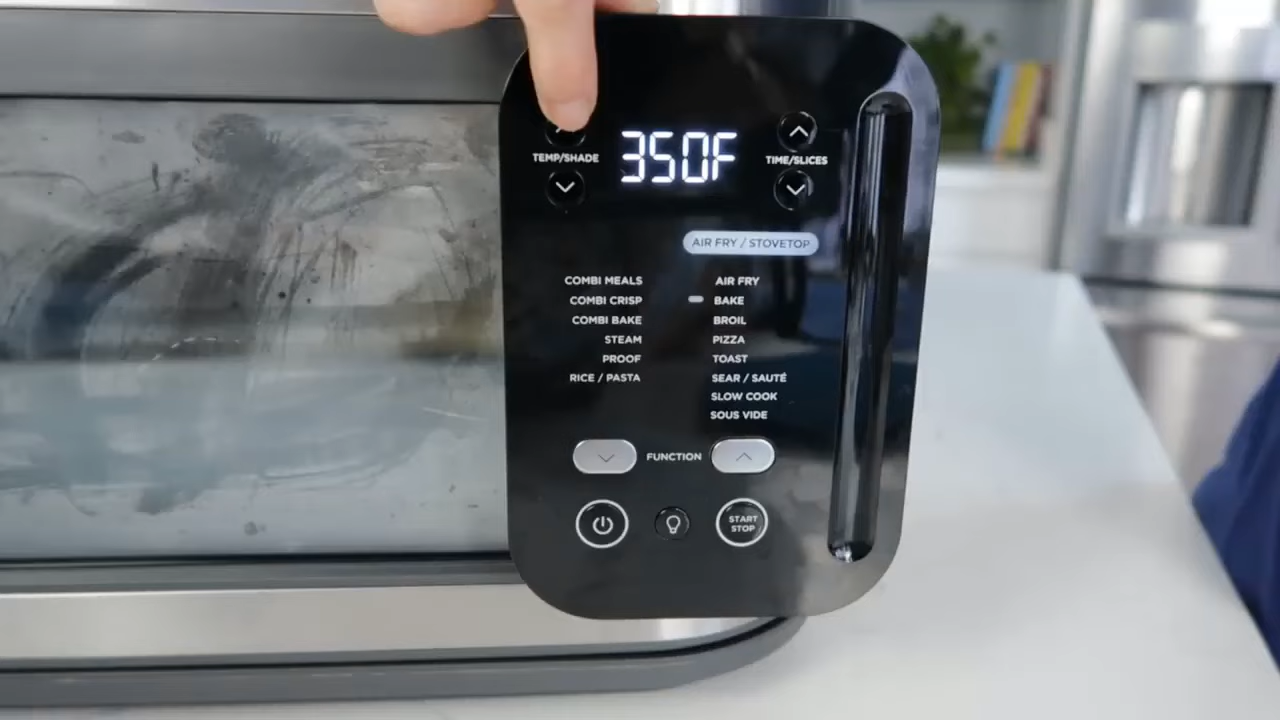 350F
TEMP/SHADE
TIME/SLICES
AIR FRY / STOVETOP
COMBI MEALS
COMBI CRISP
COMBI BAKE
STEAM
PROOF
RICE / PASTA
AIR FRY
BAKE
BROIL
PIZZA
TOAST
SEAR / SAUTÉ
SLOW COOK
SOUS VIDE
FUNCTION
START
STOP